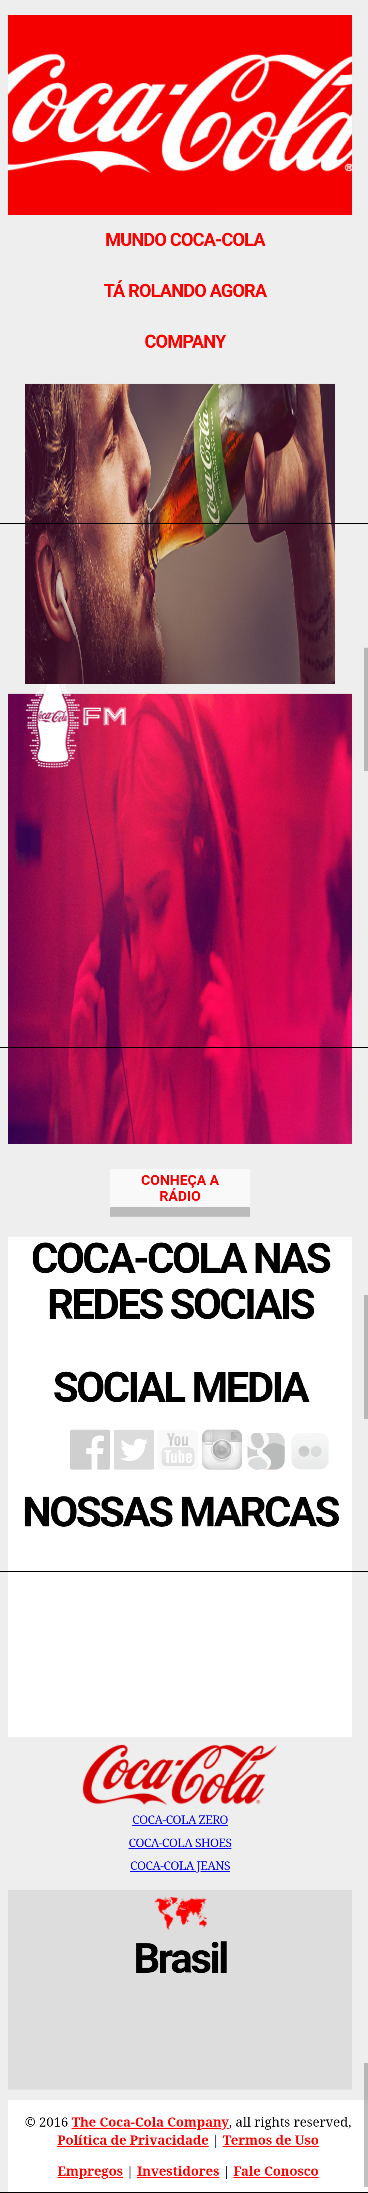 Coca-Cola
®
MUNDO COCA-COLA
TÁ ROLANDO AGORA
COMPANY
Coca-Cola
Coca-Cola FM
CONHEÇA A
RÁDIO
COCA-COLA NAS
REDES SOCIAIS
SOCIAL MEDIA
You
Tube
NOSSAS MARCAS
Coca-Cola
COCA-COLA ZERO
COCA-COLA SHOES
COCA-COLA JEANS
Brasil
© 2016 The Coca-Cola Company, all rights reserved,
Política de Privacidade | Termos de Uso
Empregos | Investidores | Fale Conosco